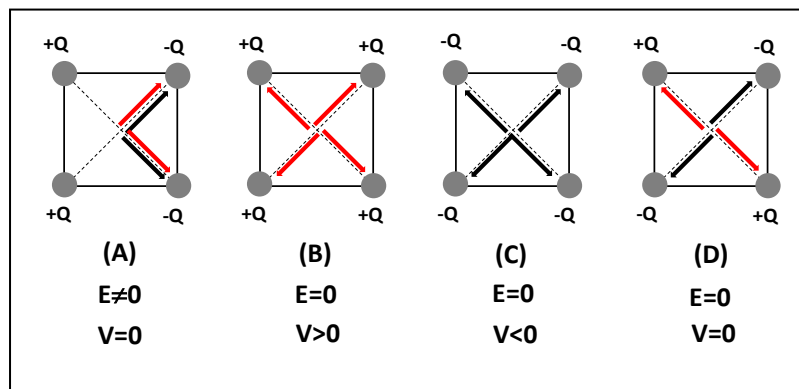 +Q -Q +Q +Q -Q -Q +Q -Q
+Q -Q +Q +Q -Q -Q -Q +Q
(A) (B) (C) (D)
E≠0 E=0 E=0 E=0
V=0 V>0 V<0 V=0